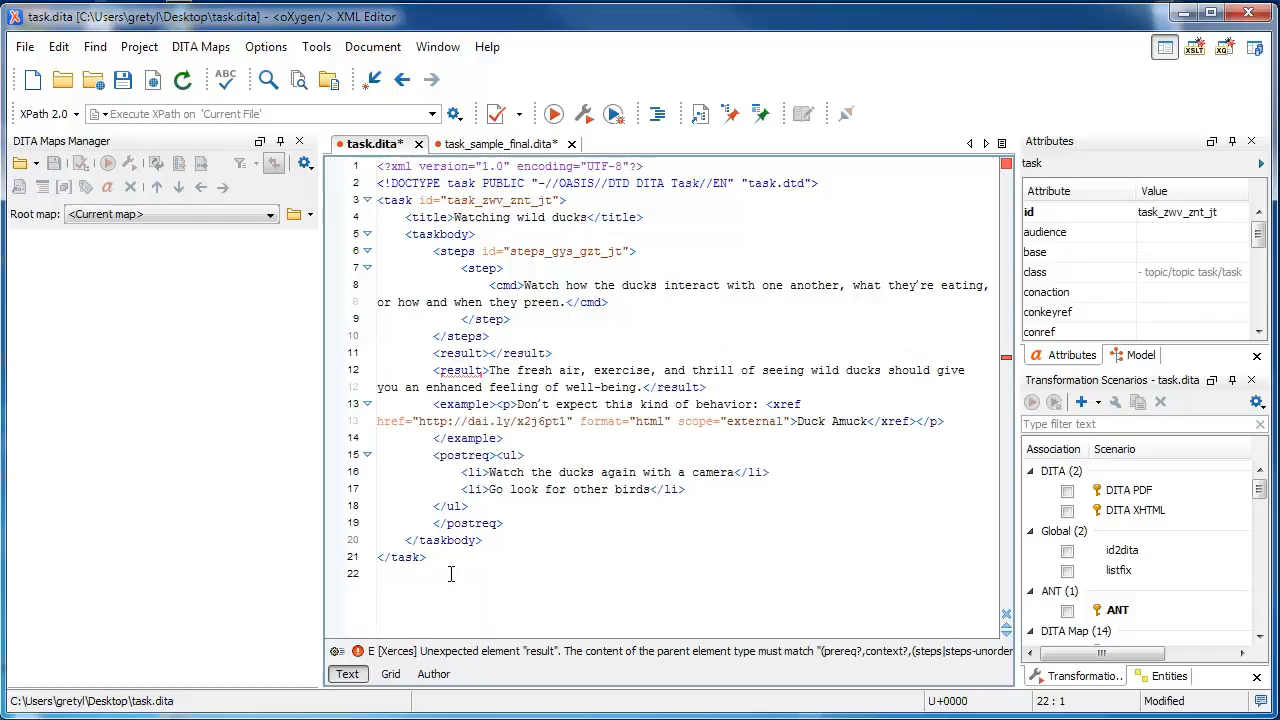 task.dita [C:\Users\gretyl\Desktop\task.dita] - <oXygen/> XML Editor
File Edit Find Project DITA Maps Options Tools Document Window Help
XPath 2.0 Execute XPath on 'Current File'
DITA Maps Manager
Root map: <Current map>
task.dita* task_sample_final.dita*
1 <?xml version="1.0" encoding="UTF-8"?>
2 <!DOCTYPE task PUBLIC "-//OASIS//DTD DITA Task//EN" "task.dtd">
3 <task id="task_zwv_znt_jt">
4 <title>Watching wild ducks</title>
5 <taskbody>
6 <steps id="steps_gys_gzt_jt">
7 <step>
8 <cmd>Watch how the ducks interact with one another, what they're eating,
8 or how and when they preen.</cmd>
9 </step>
10 </steps>
11 <result></result>
12 <result>The fresh air, exercise, and thrill of seeing wild ducks should give
12 you an enhanced feeling of well-being.</result>
13 <example><p>Don't expect this kind of behavior: <xref
13 href="http://dai.ly/x2j6pt1" format="html" scope="external">Duck Amuck</xref></p>
14 </example>
15 <postreq><ul>
16 <li>Watch the ducks again with a camera</li>
17 <li>Go look for other birds</li>
18 </ul>
19 </postreq>
20 </taskbody>
21 </task>
22
E [Xerces] Unexpected element "result". The content of the parent element type must match "(prereq?,context?,(steps|steps-unorder
Text Grid Author
Attributes
task
Attribute Value
id task_zwv_znt_jt
audience
base
class - topic/topic task/task
conaction
conkeyref
conref
Attributes Model
Transformation Scenarios - task.dita
Type filter text
Association Scenario
DITA (2)
DITA PDF
DITA XHTML
Global (2)
id2dita
listfix
ANT (1)
ANT
DITA Map (14)
Transformatio... Entities
C:\Users\gretyl\Desktop\task.dita U+0000 22 : 1 Modified